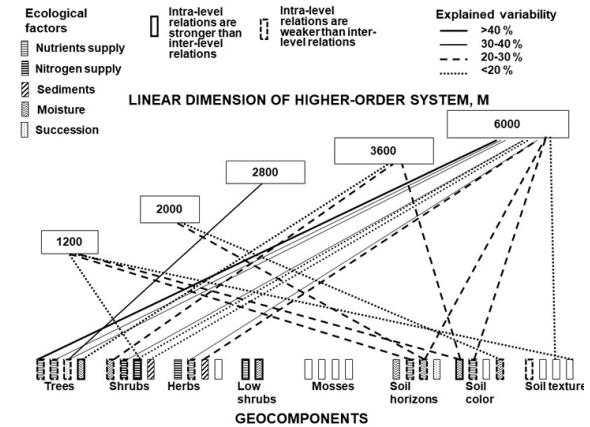 Ecological
factors
Nutrients supply
Nitrogen supply
Sediments
Moisture
Succession
Intra-level
relations are
stronger than
inter-level
relations
Intra-level
relations are
weaker than inter-
level relations
Explained variability
>40 %
30-40 %
20-30 %
<20 %
LINEAR DIMENSION OF HIGHER-ORDER SYSTEM, M
6000
3600
2800
2000
1200
Trees
Shrubs
Herbs
Low
shrubs
Mosses
Soil
horizons
Soil
color
Soil texture
GEOCOMPONENTS